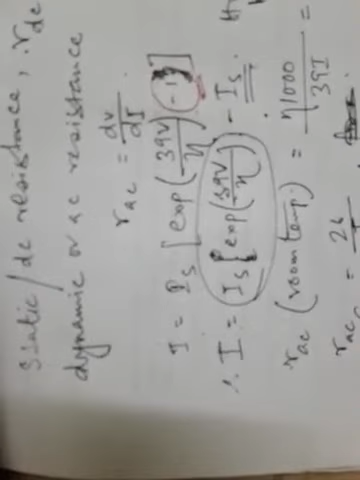 static / dc resistance, r_dc
dynamic or ac resistance
r_ac = dv/dI
I = I_s [exp(39V/η) - 1]
∴ I = I_s [exp(39V/η)] - I_s.
r_ac (room temp) = η1000/39I =
r_ac = 26